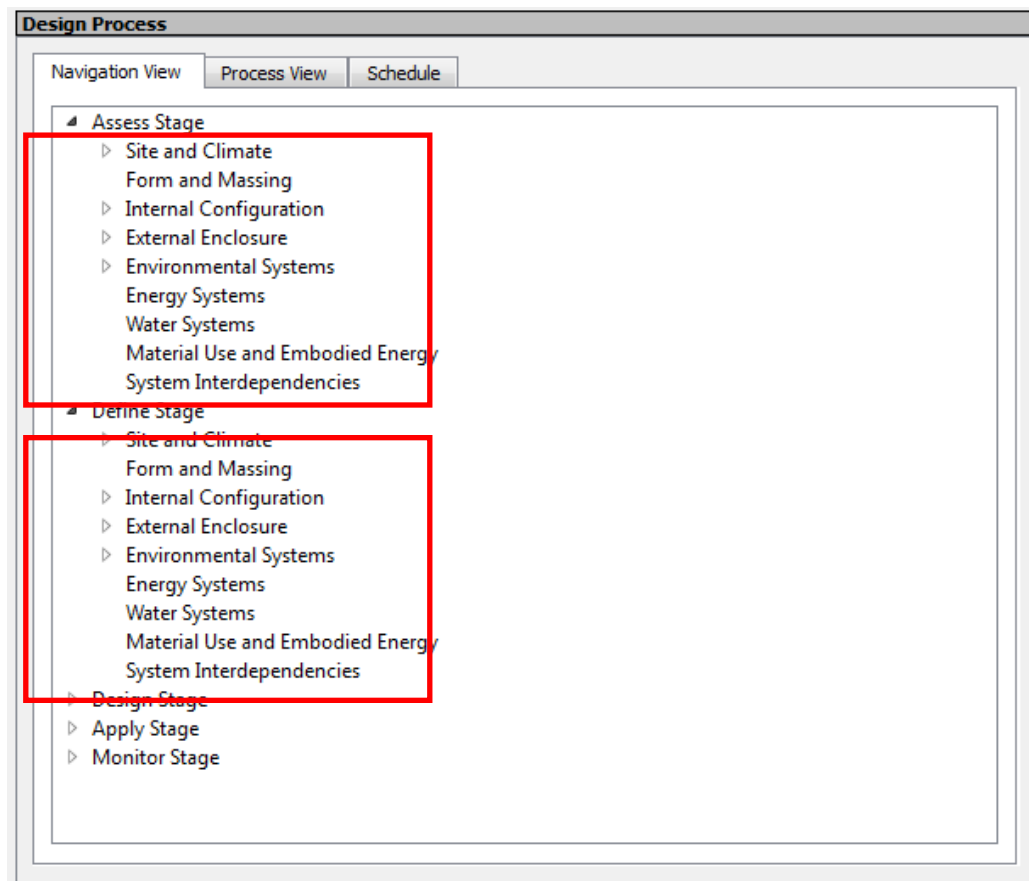 Design Process
Navigation View Process View Schedule
Assess Stage
Site and Climate
Form and Massing
Internal Configuration
External Enclosure
Environmental Systems
Energy Systems
Water Systems
Material Use and Embodied Energy
System Interdependencies
Define Stage
Site and Climate
Form and Massing
Internal Configuration
External Enclosure
Environmental Systems
Energy Systems
Water Systems
Material Use and Embodied Energy
System Interdependencies
Design Stage
Apply Stage
Monitor Stage